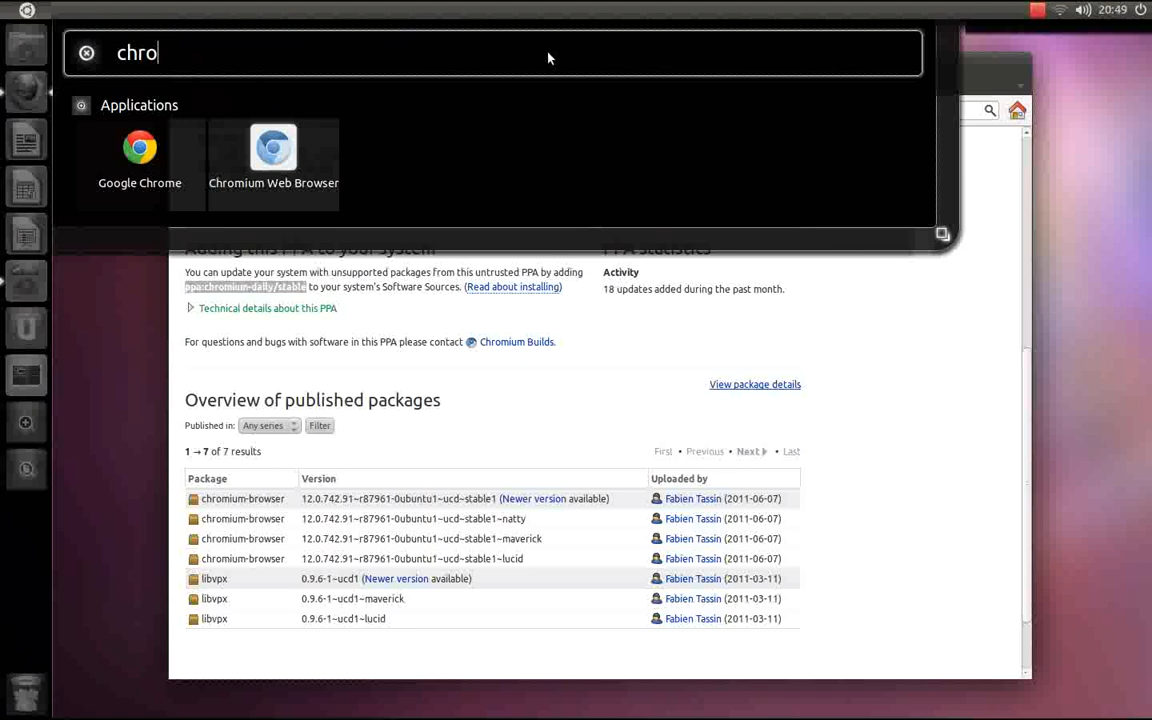 20:49
chro
Applications
Google Chrome
Chromium Web Browser
Adding this PPA to your system
PPA statistics
You can update your system with unsupported packages from this untrusted PPA by adding
ppa:chromium-daily/stable to your system's Software Sources. (Read about installing)
Activity
18 updates added during the past month.
Technical details about this PPA
For questions and bugs with software in this PPA please contact Chromium Builds.
View package details
Overview of published packages
Published in: Any series Filter
1 → 7 of 7 results
First • Previous • Next • Last
Package Version Uploaded by
chromium-browser 12.0.742.91~r87961-0ubuntu1~ucd~stable1 (Newer version available) Fabien Tassin (2011-06-07)
chromium-browser 12.0.742.91~r87961-0ubuntu1~ucd~stable1~natty Fabien Tassin (2011-06-07)
chromium-browser 12.0.742.91~r87961-0ubuntu1~ucd~stable1~maverick Fabien Tassin (2011-06-07)
chromium-browser 12.0.742.91~r87961-0ubuntu1~ucd~stable1~lucid Fabien Tassin (2011-06-07)
libvpx 0.9.6-1~ucd1 (Newer version available) Fabien Tassin (2011-03-11)
libvpx 0.9.6-1~ucd1~maverick Fabien Tassin (2011-03-11)
libvpx 0.9.6-1~ucd1~lucid Fabien Tassin (2011-03-11)